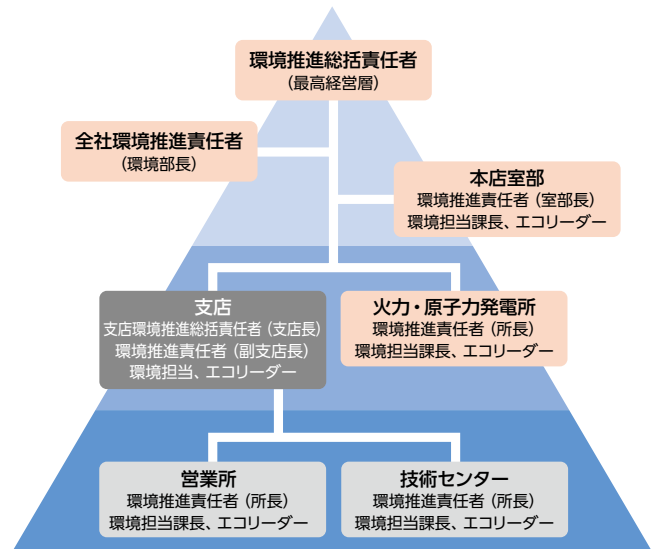 環境推進総括責任者
(最高経営層)
全社環境推進責任者
(環境部長)
本店室部
環境推進責任者(室部長)
環境担当課長、エコリーダー
支店
支店環境推進総括責任者(支店長)
環境推進責任者(副支店長)
環境担当、エコリーダー
火力・原子力発電所
環境推進責任者(所長)
環境担当課長、エコリーダー
営業所
環境推進責任者(所長)
環境担当課長、エコリーダー
技術センター
環境推進責任者(所長)
環境担当課長、エコリーダー